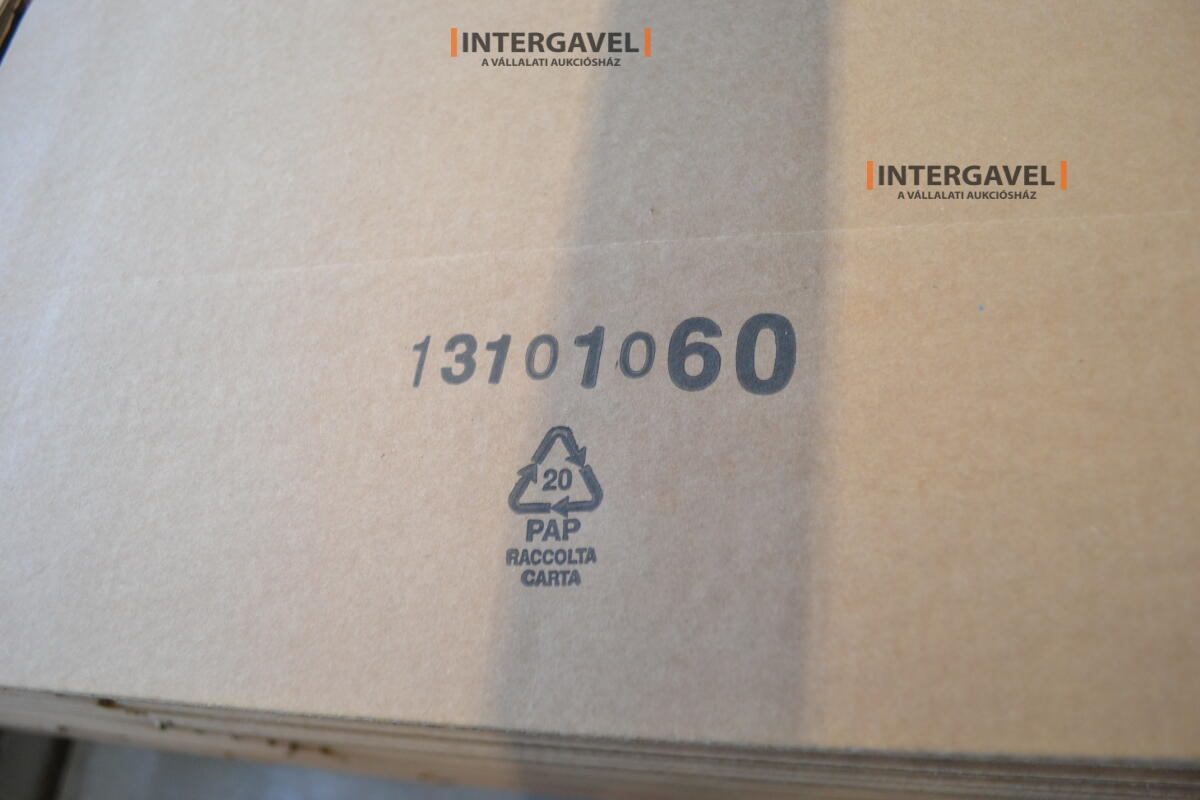 INTERGAVEL
A VÁLLALATI AUKCIÓSHÁZ
INTERGAVEL
A VÁLLALATI AUKCIÓSHÁZ
13101060
20
PAP
RACCOLTA
CARTA